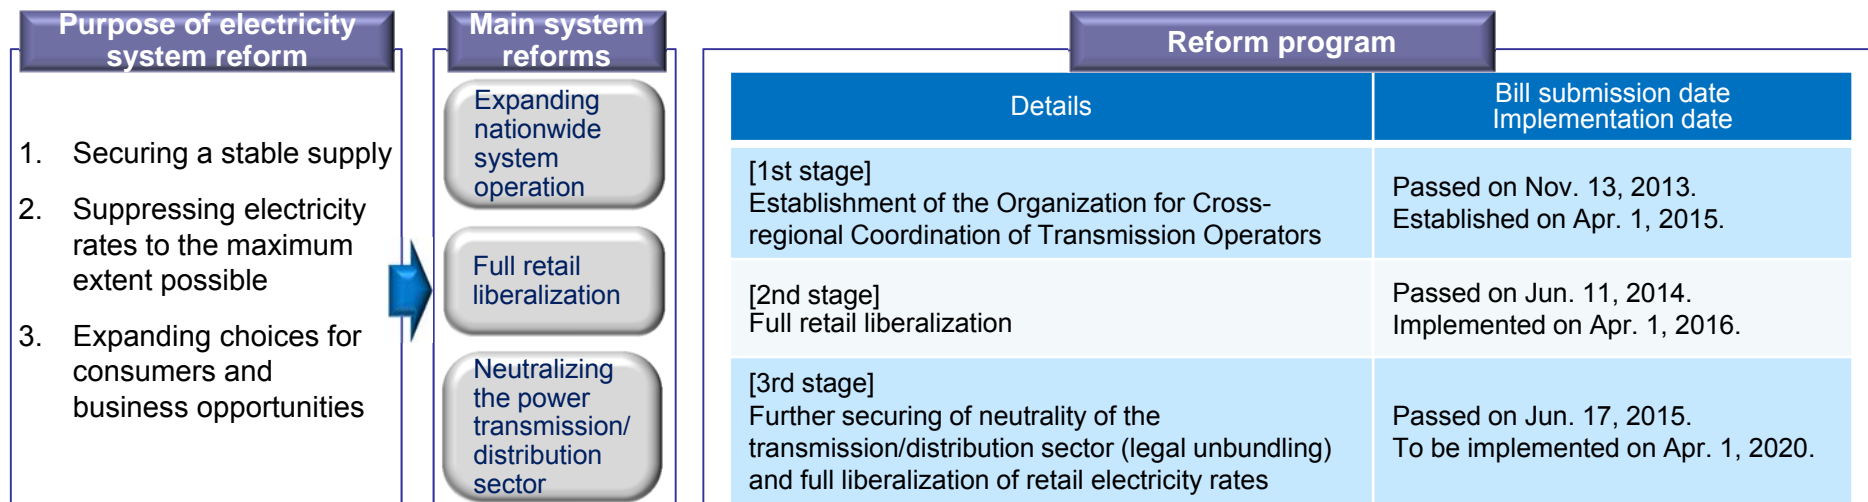 Purpose of electricity
system reform
1. Securing a stable supply
2. Suppressing electricity
rates to the maximum
extent possible
3. Expanding choices for
consumers and
business opportunities
Main system
reforms
Expanding
nationwide
system
operation
Full retail
liberalization
Neutralizing
the power
transmission/
distribution
sector
Reform program
Details
Bill submission date
Implementation date
[1st stage]
Establishment of the Organization for Cross-
regional Coordination of Transmission Operators
Passed on Nov. 13, 2013.
Established on Apr. 1, 2015.
[2nd stage]
Full retail liberalization
Passed on Jun. 11, 2014.
Implemented on Apr. 1, 2016.
[3rd stage]
Further securing of neutrality of the
transmission/distribution sector (legal unbundling)
and full liberalization of retail electricity rates
Passed on Jun. 17, 2015.
To be implemented on Apr. 1, 2020.